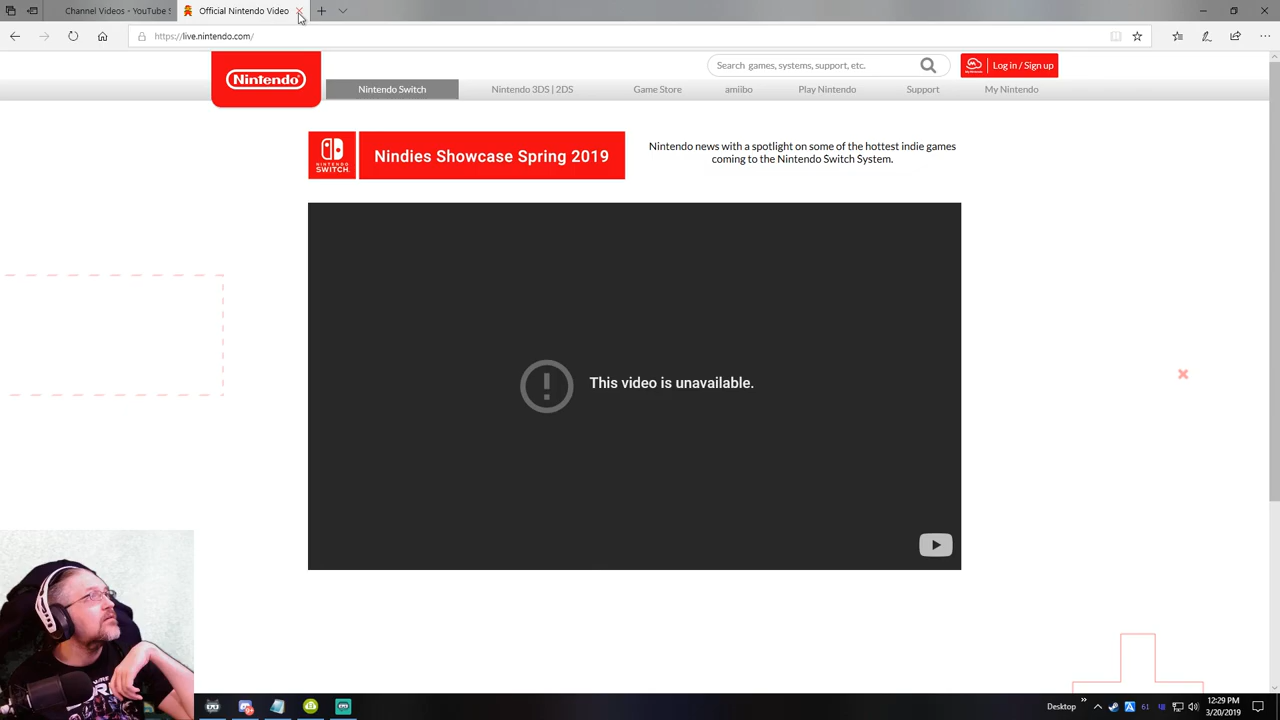 Channel Videos - YouTube S
Official Nintendo Video
https://live.nintendo.com/
Nintendo
Search games, systems, support, etc.
Log in / Sign up
Nintendo Switch
Nintendo 3DS | 2DS
Game Store
amiibo
Play Nintendo
Support
My Nintendo
NINTENDO
SWITCH
Nindies Showcase Spring 2019
Nintendo news with a spotlight on some of the hottest indie games
coming to the Nintendo Switch System.
This video is unavailable.
Desktop
61
12:29 PM
3/20/2019